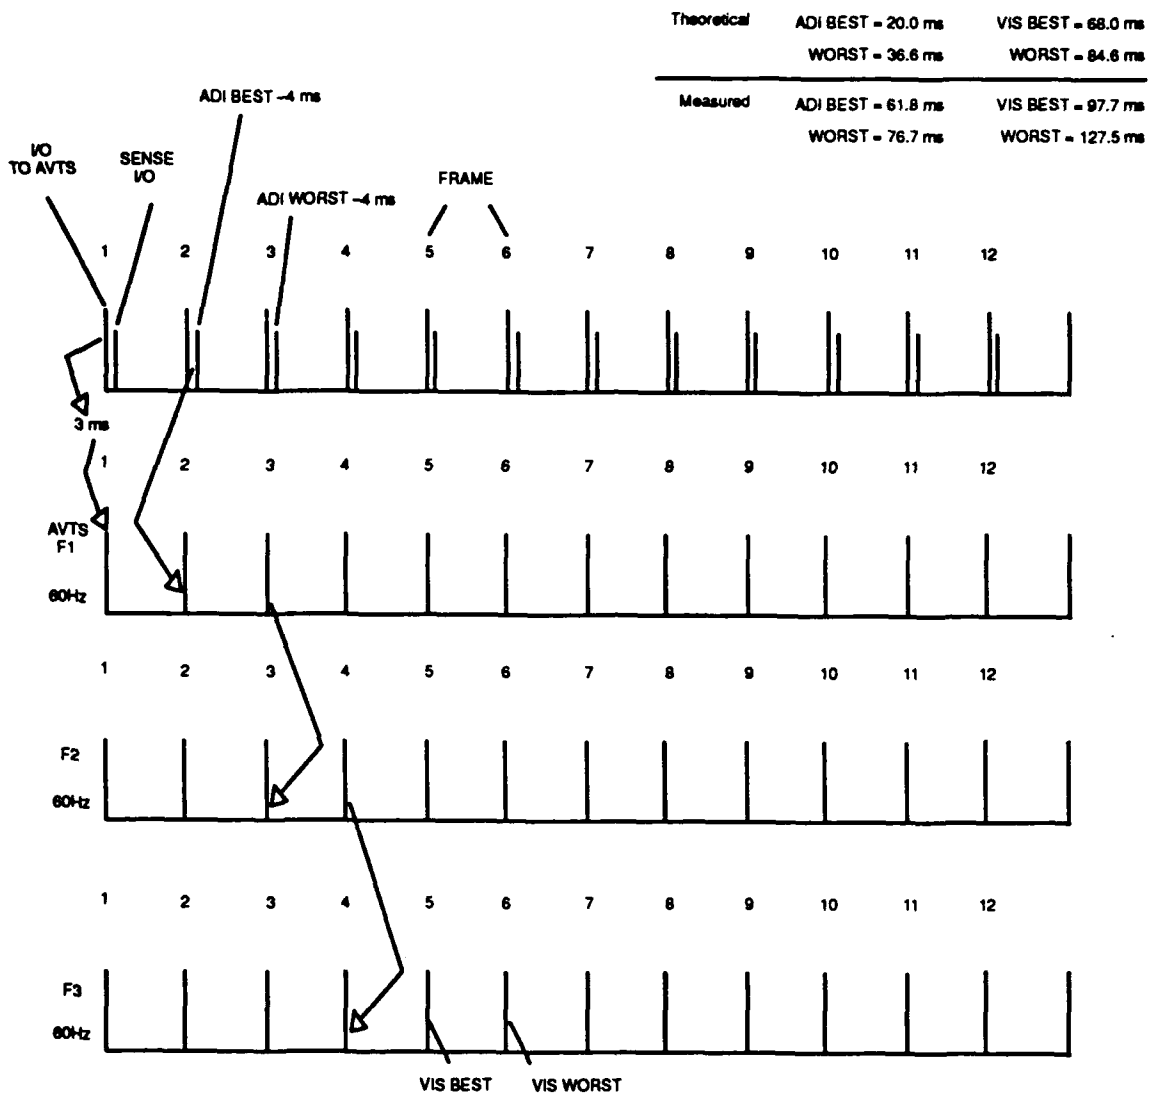 Theoretical ADI BEST = 20.0 ms VIS BEST = 68.0 ms
WORST = 36.6 ms WORST = 84.6 ms
Measured ADI BEST = 61.8 ms VIS BEST = 97.7 ms
WORST = 76.7 ms WORST = 127.5 ms
ADI BEST ~4 ms
I/O
TO AVTS
SENSE
I/O
ADI WORST ~4 ms
FRAME
1 2 3 4 5 6 7 8 9 10 11 12
3 ms
1 2 3 4 5 6 7 8 9 10 11 12
AVTS
F1
60Hz
1 2 3 4 5 6 7 8 9 10 11 12
F2
60Hz
1 2 3 4 5 6 7 8 9 10 11 12
F3
60Hz
VIS BEST VIS WORST